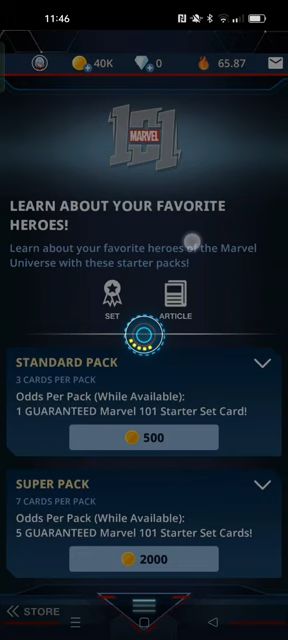 11:46
40K
0
65.87
101
MARVEL
LEARN ABOUT YOUR FAVORITE
HEROES!
Learn about your favorite heroes of the Marvel
Universe with these starter packs!
SET
ARTICLE
STANDARD PACK
3 CARDS PER PACK
Odds Per Pack (While Available):
1 GUARANTEED Marvel 101 Starter Set Card!
500
SUPER PACK
7 CARDS PER PACK
Odds Per Pack (While Available):
5 GUARANTEED Marvel 101 Starter Set Cards!
2000
STORE